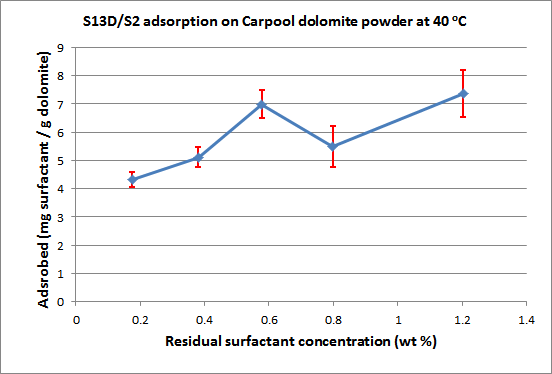 S13D/S2 adsorption on Carpool dolomite powder at 40 ºC
Adsrobed (mg surfactant / g dolomite)
9
8
7
6
5
4
3
2
1
0
0 0.2 0.4 0.6 0.8 1 1.2 1.4
Residual surfactant concentration (wt %)